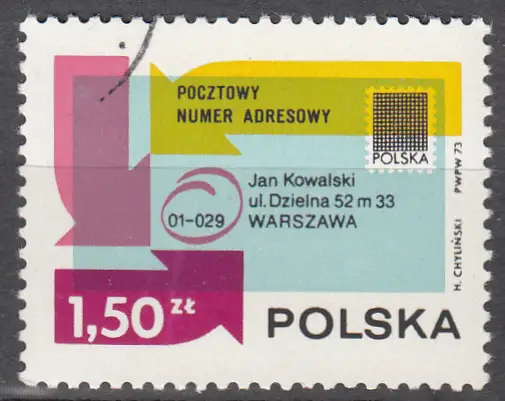 POCZTOWY
NUMER ADRESOWY
POLSKA
Jan Kowalski
ul. Dzielna 52 m 33
01-029 WARSZAWA
H. CHYLIŃSKI PWPW 73
1,50 ZŁ
POLSKA